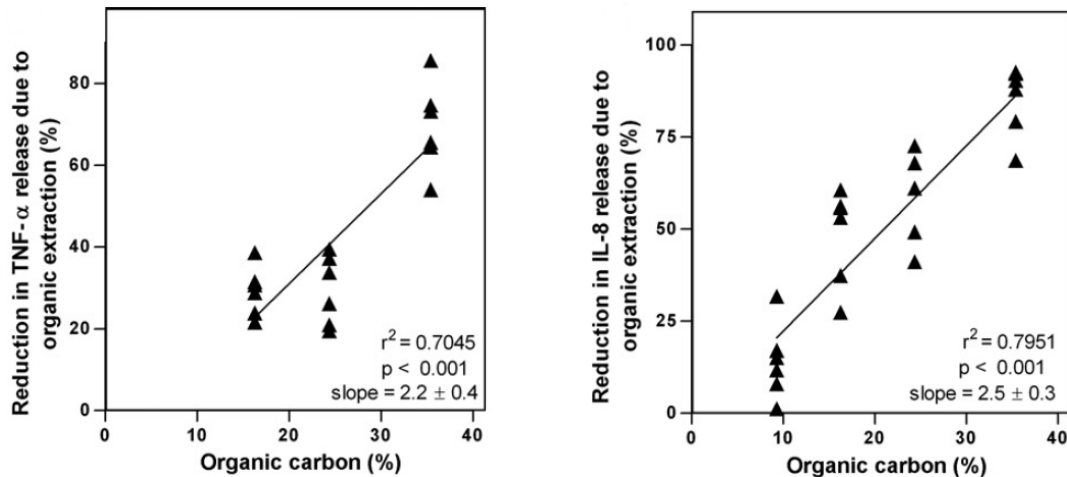 Reduction in TNF-α release due to
organic extraction (%)
80
60
40
20
0
r² = 0.7045
p < 0.001
slope = 2.2 ± 0.4
0 10 20 30 40
Organic carbon (%)
Reduction in IL-8 release due to
organic extraction (%)
100
75
50
25
0
r² = 0.7951
p < 0.001
slope = 2.5 ± 0.3
0 10 20 30 40
Organic carbon (%)